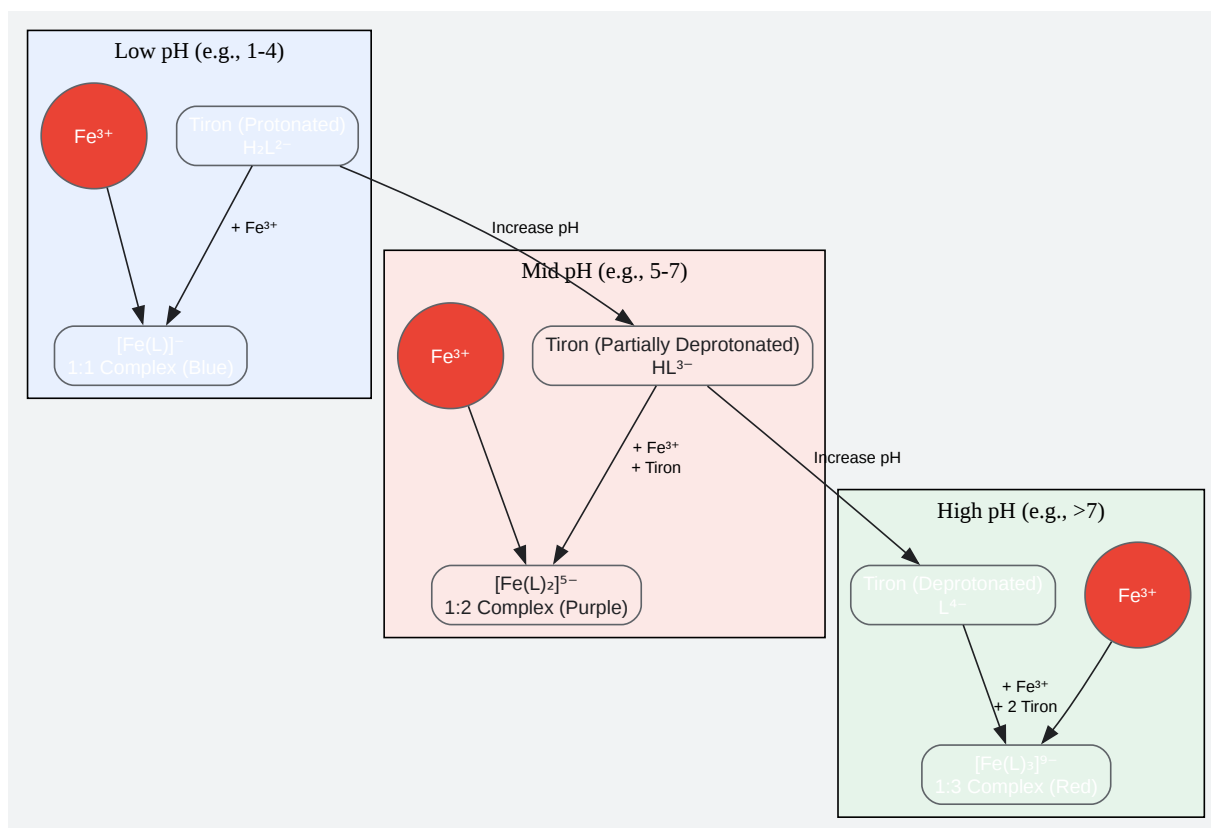 Low pH (e.g., 1-4)
Fe³⁺
Tiron (Protonated)
H₂L²⁻
+ Fe³⁺
[Fe(L)]⁻
1:1 Complex (Blue)
Increase pH
Mid pH (e.g., 5-7)
Fe³⁺
Tiron (Partially Deprotonated)
HL³⁻
+ Fe³⁺
+ Tiron
[Fe(L)₂]⁵⁻
1:2 Complex (Purple)
Increase pH
High pH (e.g., >7)
Tiron (Deprotonated)
L⁴⁻
Fe³⁺
+ Fe³⁺
+ 2 Tiron
[Fe(L)₃]⁹⁻
1:3 Complex (Red)